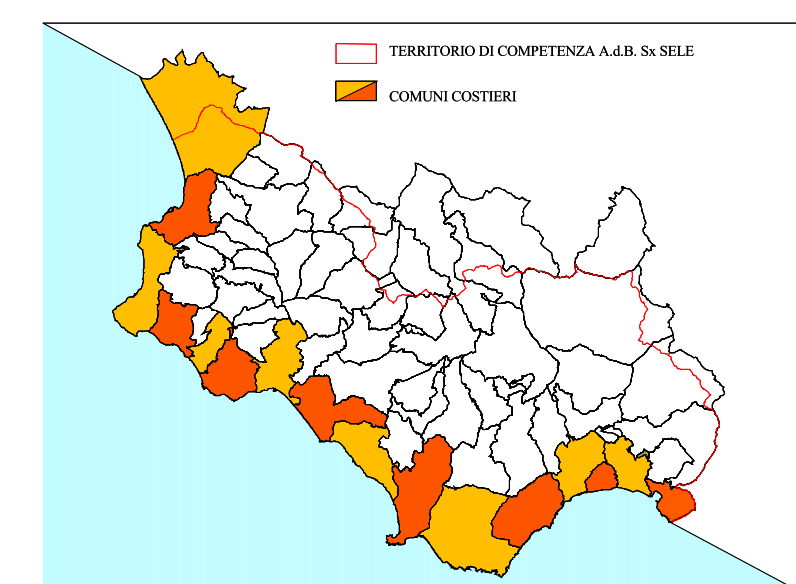 TERRITORIO DI COMPETENZA A.d.B. Sx SELE
COMUNI COSTIERI